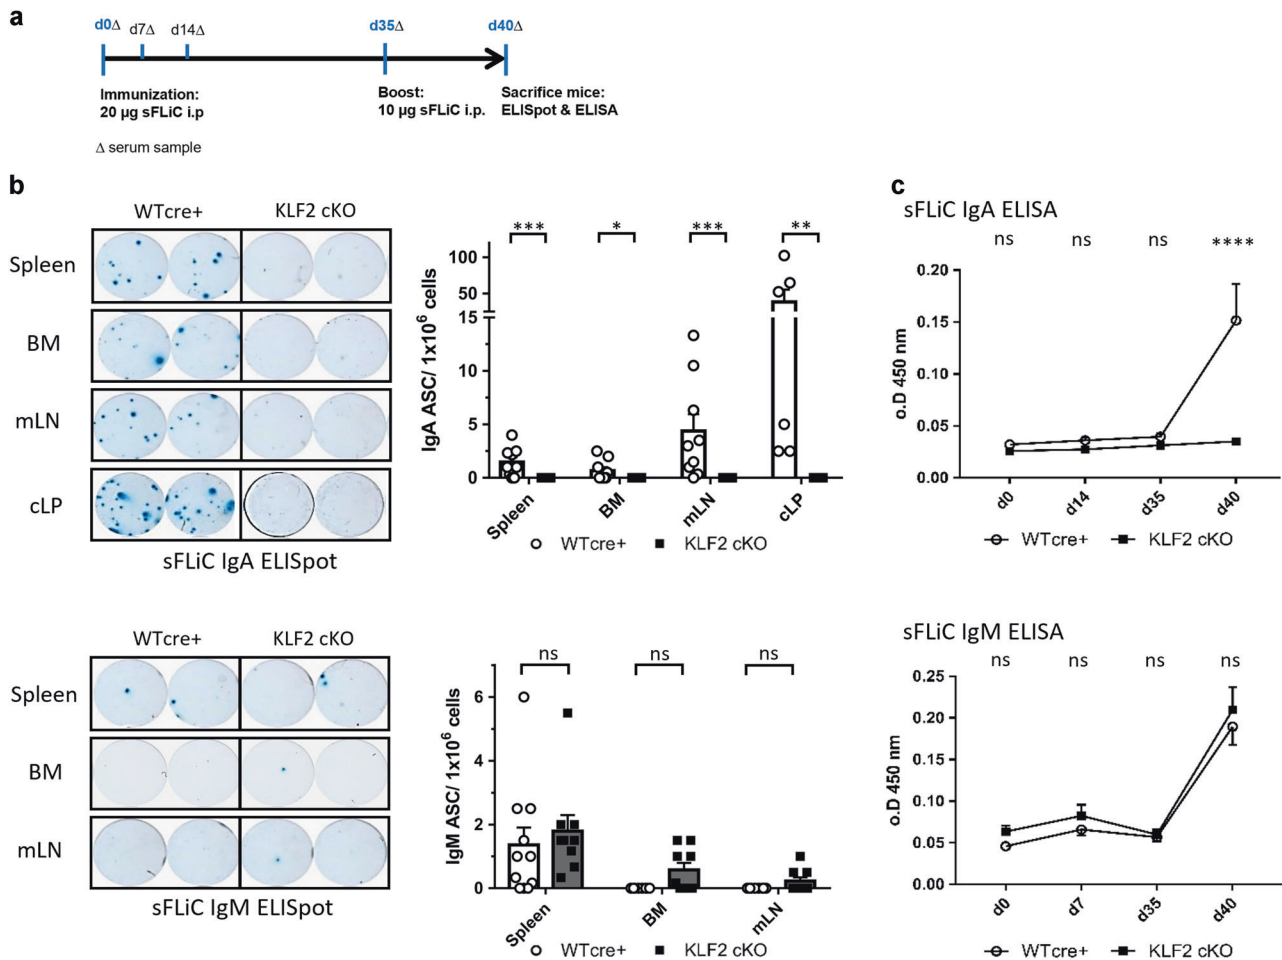 a
d0Δ d7Δ d14Δ d35Δ d40Δ
Immunization: Boost: Sacrifice mice:
20 µg sFLiC i.p 10 µg sFLiC i.p. ELISpot & ELISA
Δ serum sample
b
WTcre+ KLF2 cKO
Spleen
BM
mLN
cLP
sFLiC IgA ELISpot
*** * *** **
IgA ASC/ 1x10⁶ cells
100
50
15
10
5
0
Spleen BM mLN cLP
WTcre+ KLF2 cKO
c
sFLiC IgA ELISA
ns ns ns ****
o.D 450 nm
0.20
0.15
0.10
0.05
0.00
d0 d14 d35 d40
WTcre+ KLF2 cKO
WTcre+ KLF2 cKO
Spleen
BM
mLN
sFLiC IgM ELISpot
ns ns ns
IgM ASC/ 1x10⁶ cells
6
4
2
0
Spleen BM mLN
WTcre+ KLF2 cKO
sFLiC IgM ELISA
ns ns ns ns
o.D 450 nm
0.25
0.20
0.15
0.10
0.05
0.00
d0 d7 d35 d40
WTcre+ KLF2 cKO